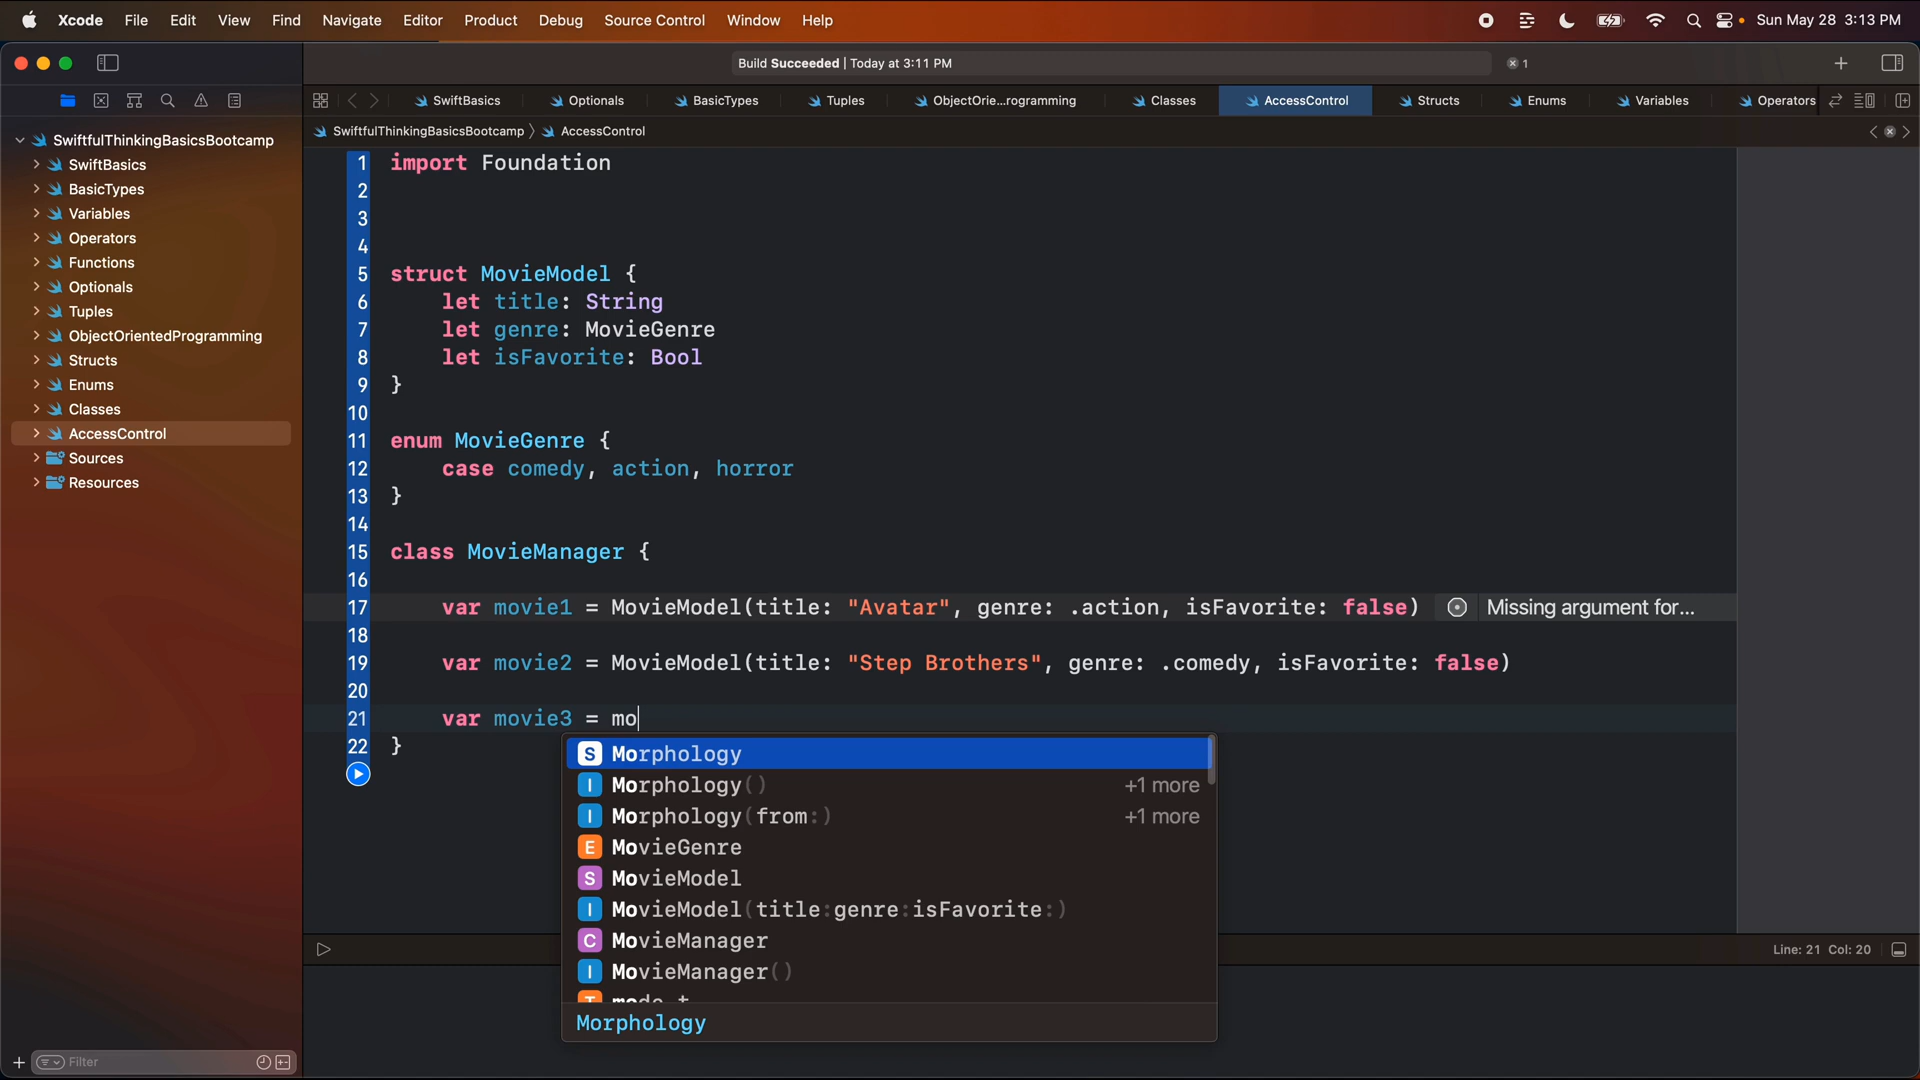 Xcode File Edit View Find Navigate Editor Product Debug Source Control Window Help Sun May 28 3:13 PM
Build Succeeded | Today at 3:11 PM 1
SwiftBasics Optionals BasicTypes Tuples ObjectOrie...rogramming Classes AccessControl Structs Enums Variables Operators
SwiftfulThinkingBasicsBootcamp AccessControl
SwiftfulThinkingBasicsBootcamp
SwiftBasics
BasicTypes
Variables
Operators
Functions
Optionals
Tuples
ObjectOrientedProgramming
Structs
Enums
Classes
AccessControl
Sources
Resources
Filter
1 import Foundation
2
3
4
5 struct MovieModel {
6 let title: String
7 let genre: MovieGenre
8 let isFavorite: Bool
9 }
10
11 enum MovieGenre {
12 case comedy, action, horror
13 }
14
15 class MovieManager {
16
17 var movie1 = MovieModel(title: "Avatar", genre: .action, isFavorite: false) Missing argument for...
18
19 var movie2 = MovieModel(title: "Step Brothers", genre: .comedy, isFavorite: false)
20
21 var movie3 = mo
22 }
S Morphology
I Morphology() +1 more
I Morphology(from:) +1 more
E MovieGenre
S MovieModel
I MovieModel(title:genre:isFavorite:)
C MovieManager
I MovieManager()
T mode_t
Morphology
Line: 21 Col: 20